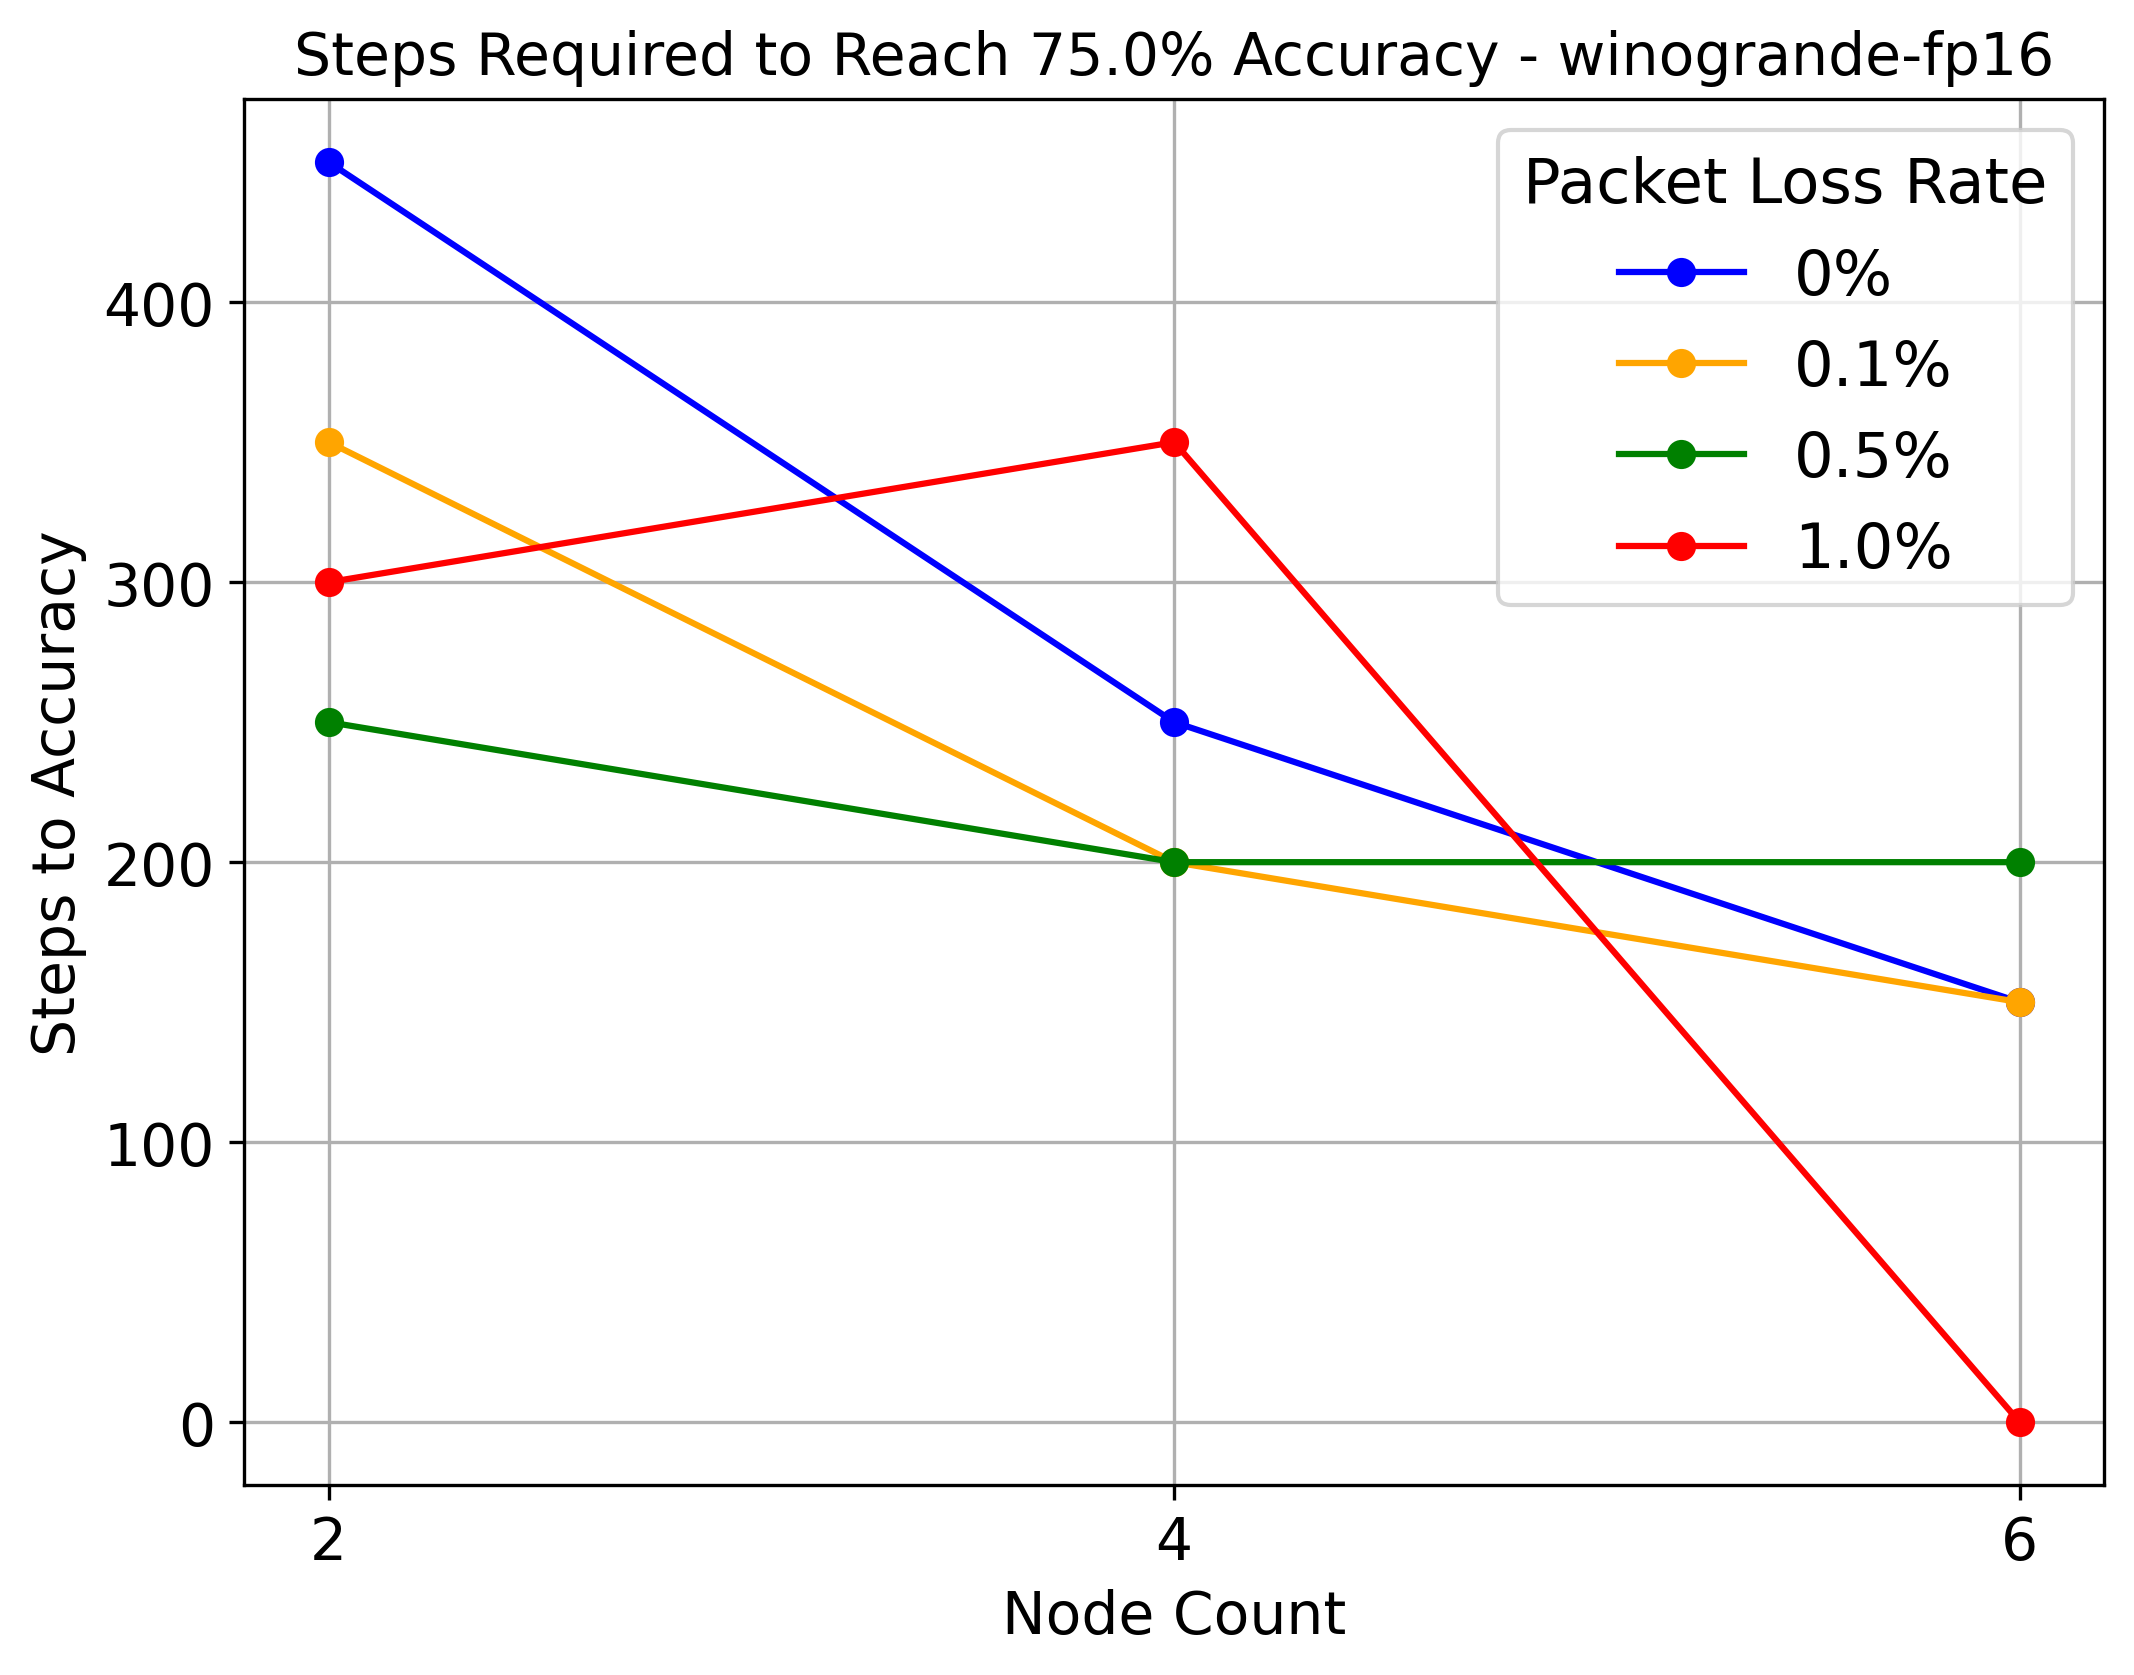 Steps Required to Reach 75.0% Accuracy - winogrande-fp16
Packet Loss Rate
0%
0.1%
0.5%
1.0%
Steps to Accuracy
400
300
200
100
0
2 4 6
Node Count